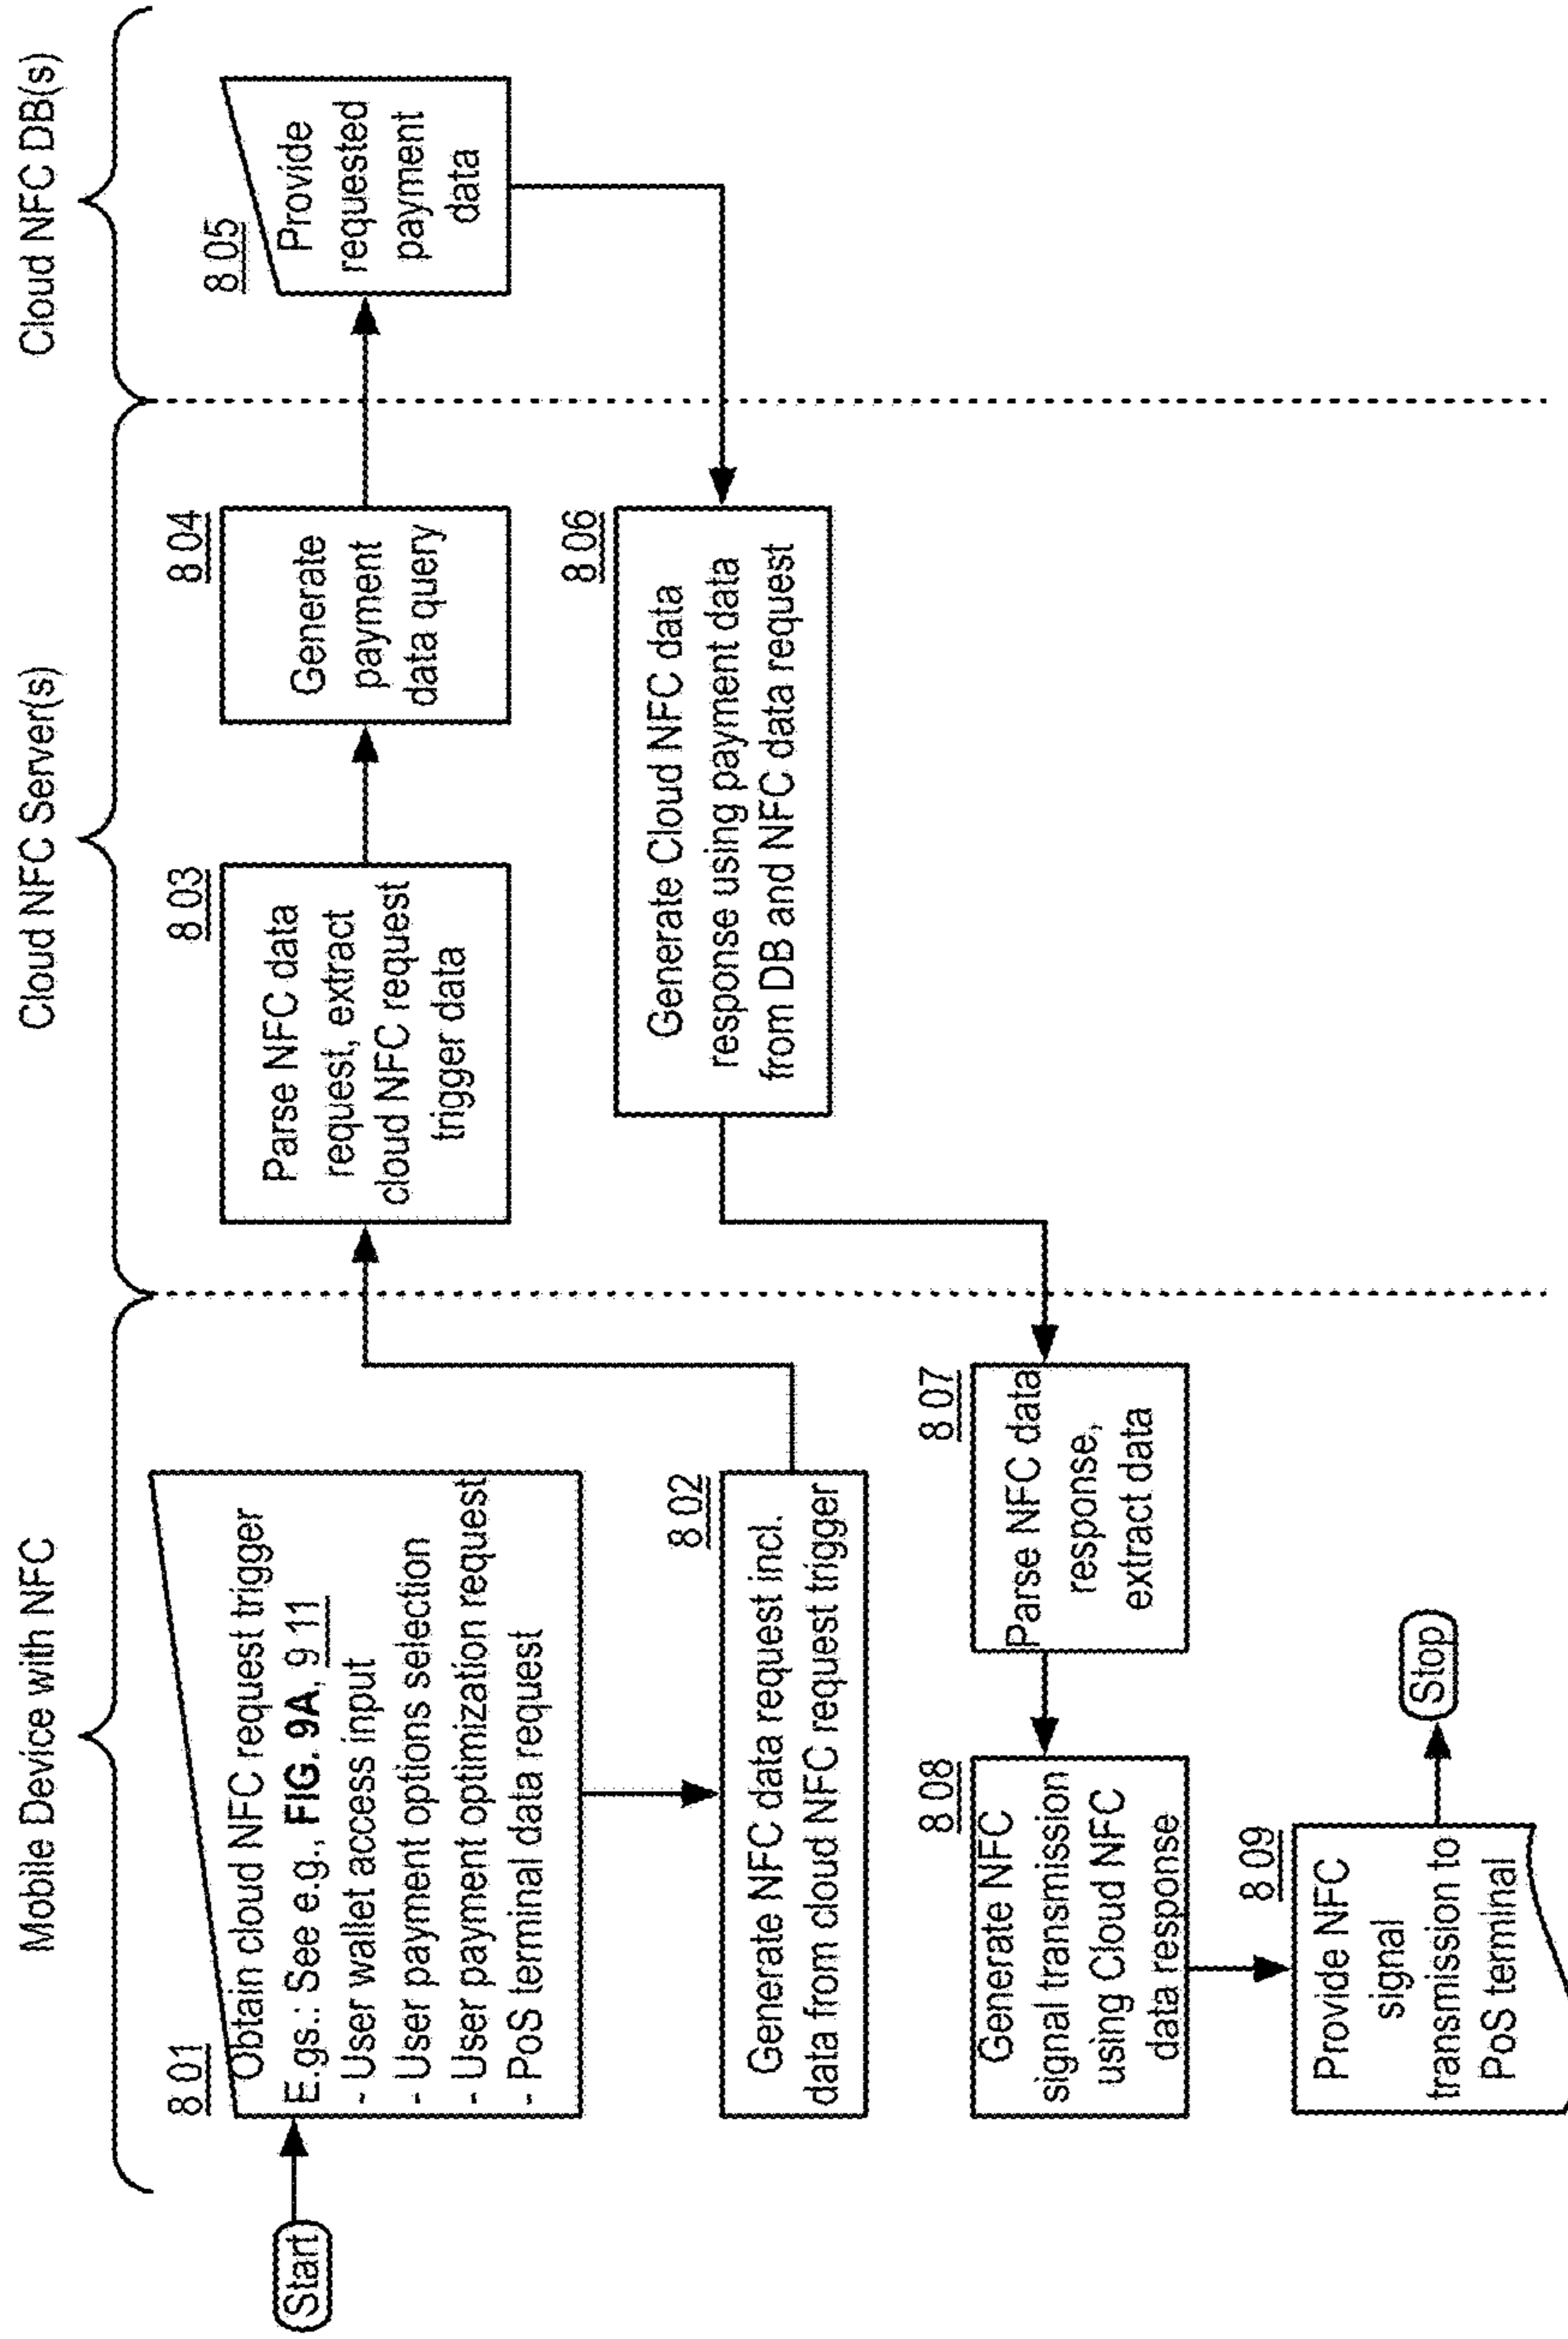 Mobile Device with NFC
Cloud NFC Server(s)
Cloud NFC DB(s)
Start
8 01
Obtain cloud NFC request trigger
E.gs.: See e.g., FIG. 9A, 9 11
- User wallet access input
- User payment options selection
- User payment optimization request
- PoS terminal data request
8 02
Generate NFC data request incl.
data from cloud NFC request trigger
8 03
Parse NFC data
request, extract
cloud NFC request
trigger data
8 04
Generate
payment
data query
8 05
Provide
requested
payment
data
8 06
Generate Cloud NFC data
response using payment data
from DB and NFC data request
8 07
Parse NFC data
response,
extract data
8 08
Generate NFC
signal transmission
using Cloud NFC
data response
8 09
Provide NFC
signal
transmission to
PoS terminal
Stop